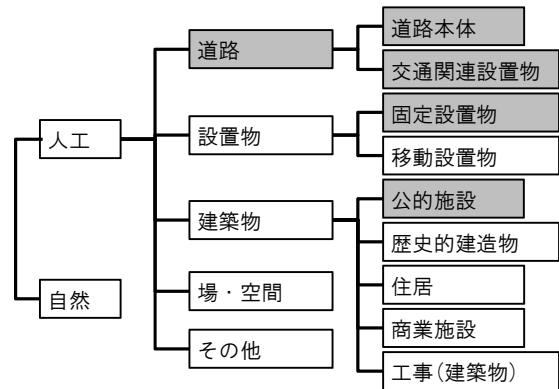 人工
自然
道路
設置物
建築物
場・空間
その他
道路本体
交通関連設置物
固定設置物
移動設置物
公的施設
歴史的建造物
住居
商業施設
工事(建築物)